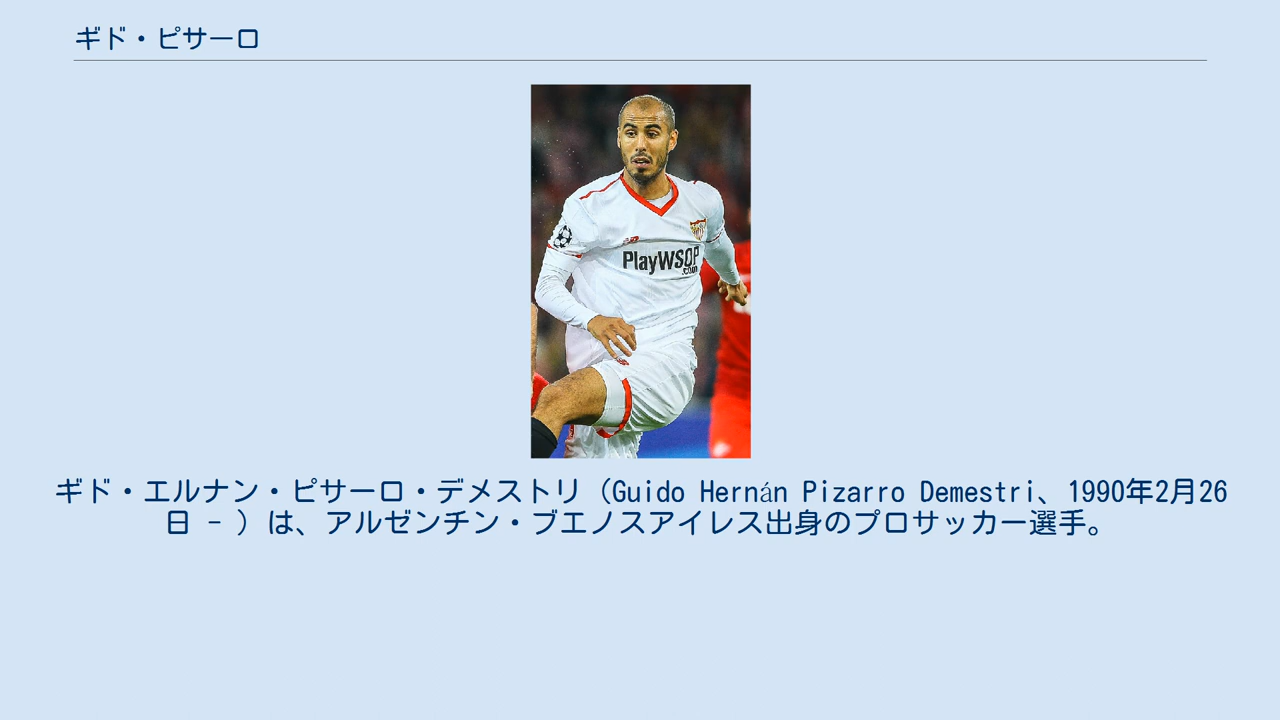 ギド・ピサーロ
PlayWSOP
.com
ギド・エルナン・ピサーロ・デメストリ（Guido Hernán Pizarro Demestri、1990年2月26
日 - ）は、アルゼンチン・ブエノスアイレス出身のプロサッカー選手。